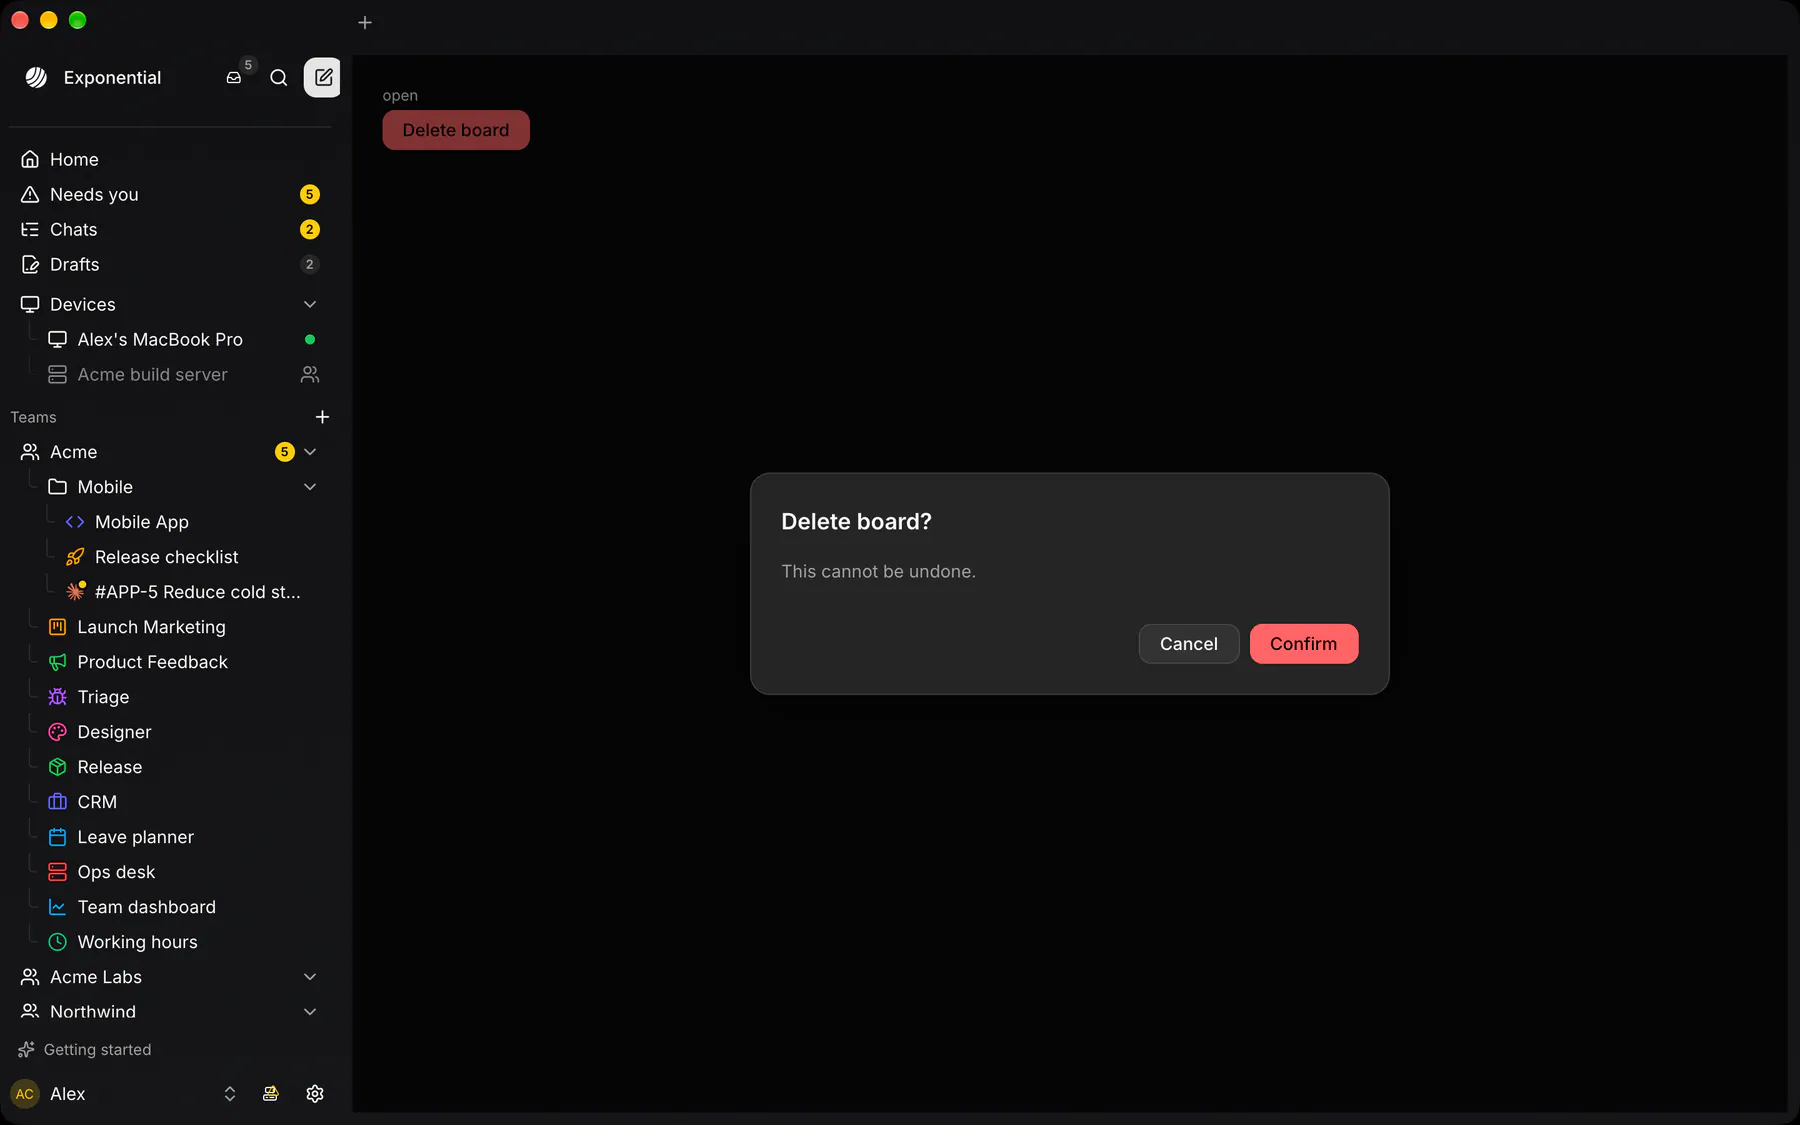 Exponential
5
open
Delete board
Home
Needs you
5
Chats
2
Drafts
2
Devices
Alex's MacBook Pro
Acme build server
Teams
Acme
5
Mobile
Mobile App
Release checklist
#APP-5 Reduce cold st...
Launch Marketing
Product Feedback
Triage
Designer
Release
CRM
Leave planner
Ops desk
Team dashboard
Working hours
Acme Labs
Northwind
Getting started
AC
Alex
Delete board?
This cannot be undone.
Cancel
Confirm